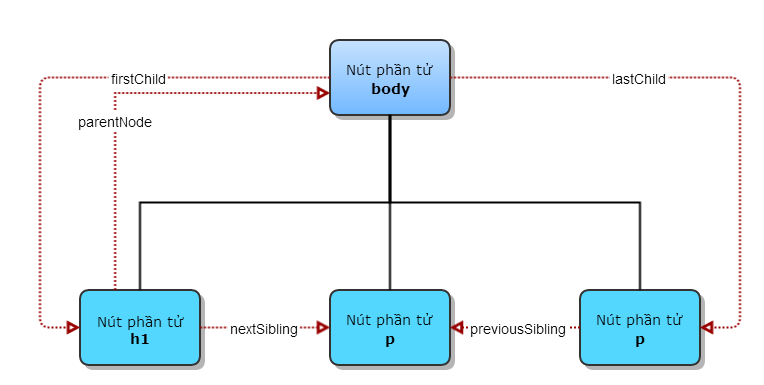 Nút phần tử
body
firstChild
lastChild
parentNode
Nút phần tử
h1
nextSibling
Nút phần tử
p
previousSibling
Nút phần tử
p